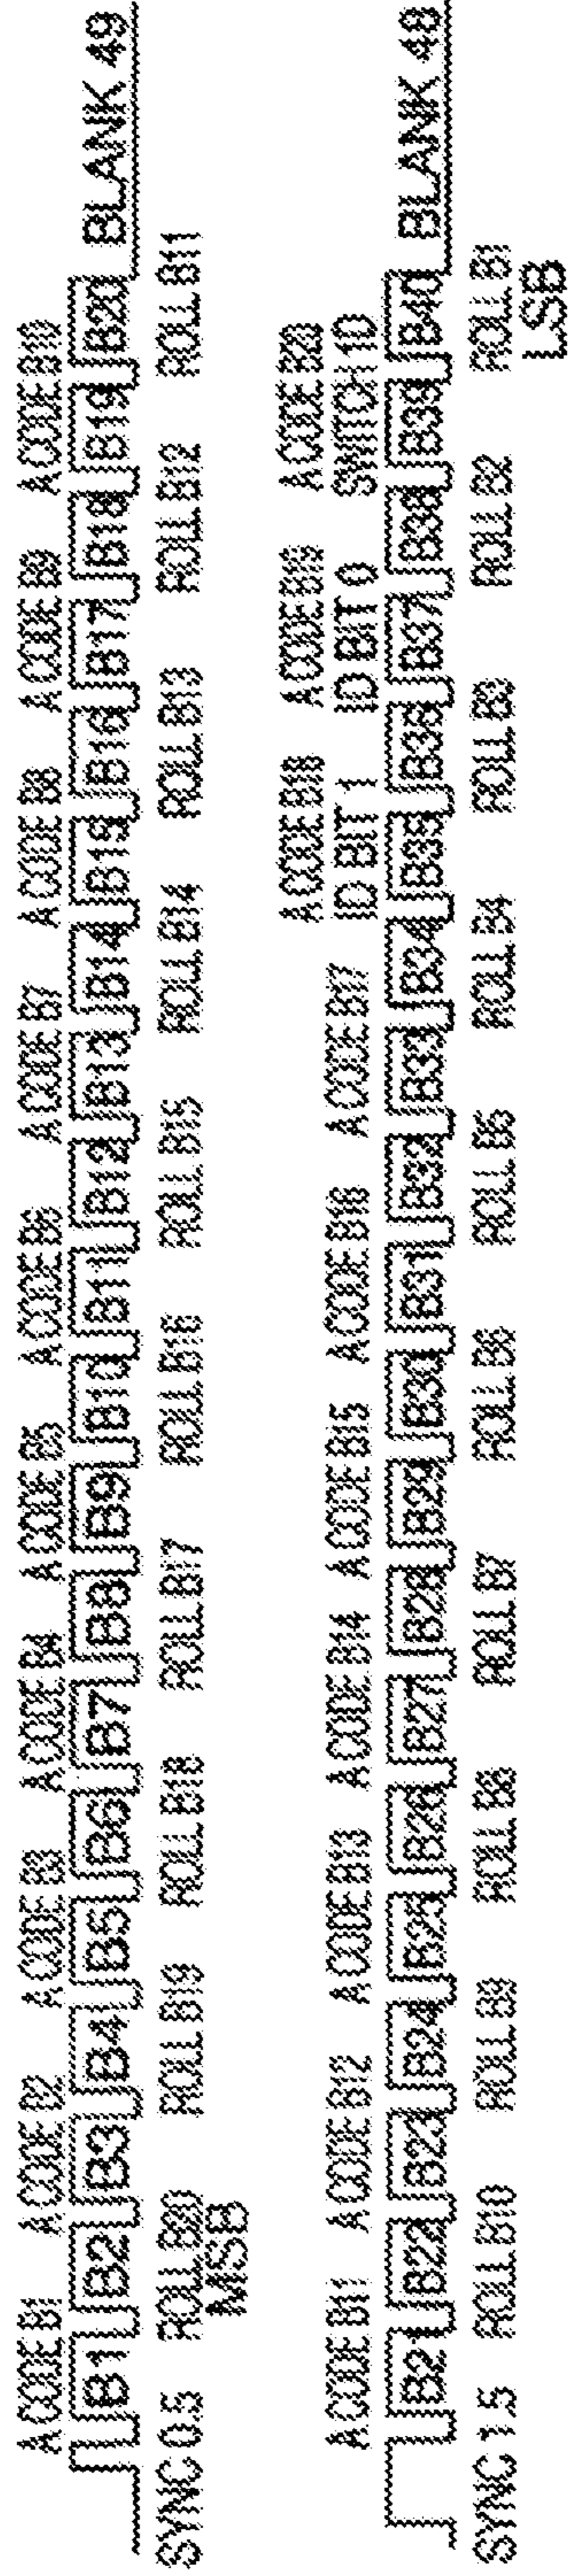 A CODE B1 A CODE B2 A CODE B3 A CODE B4 A CODE B5 A CODE B6 A CODE B7 A CODE B8 A CODE B9 A CODE B10
B1 B2 B3 B4 B5 B6 B7 B8 B9 B10 B11 B12 B13 B14 B15 B16 B17 B18 B19 B20 BLANK 49
SYNC 0.5 ROLL B20 ROLL B19 ROLL B18 ROLL B17 ROLL B16 ROLL B15 ROLL B14 ROLL B13 ROLL B12 ROLL B11
MSB
A CODE B18 A CODE B19 A CODE B20
A CODE B11 A CODE B12 A CODE B13 A CODE B14 A CODE B15 A CODE B16 A CODE B17 ID BIT 1 ID BIT 0 SWITCH 1D
B21 B22 B23 B24 B25 B26 B27 B28 B29 B30 B31 B32 B33 B34 B35 B36 B37 B38 B39 B40 BLANK 48
SYNC 1.5 ROLL B10 ROLL B9 ROLL B8 ROLL B7 ROLL B6 ROLL B5 ROLL B4 ROLL B3 ROLL B2 ROLL B1
LSB